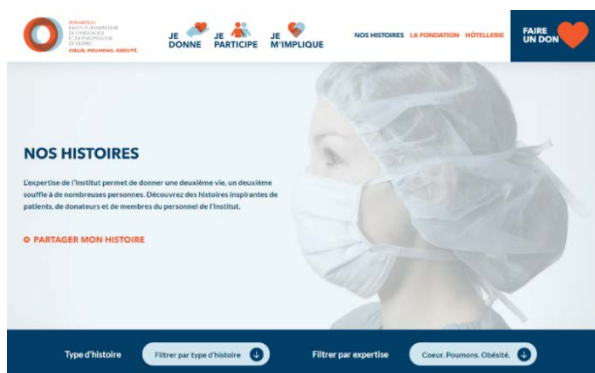 FONDATION
INSTITUT UNIVERSITAIRE
DE CARDIOLOGIE
ET DE PNEUMOLOGIE
DE QUÉBEC
COEUR. POUMONS. OBÉSITÉ.
JE DONNE
JE PARTICIPE
JE M'IMPLIQUE
NOS HISTOIRES LA FONDATION HÔTELLERIE
FAIRE
UN DON
NOS HISTOIRES
L'expertise de l'Institut permet de donner une deuxième vie, un deuxième
souffle à de nombreuses personnes. Découvrez des histoires inspirantes de
patients, de donateurs et de membres du personnel de l'Institut.
PARTAGER MON HISTOIRE
Type d'histoire
Filtrer par type d'histoire
Filtrer par expertise
Coeur. Poumons. Obésité.